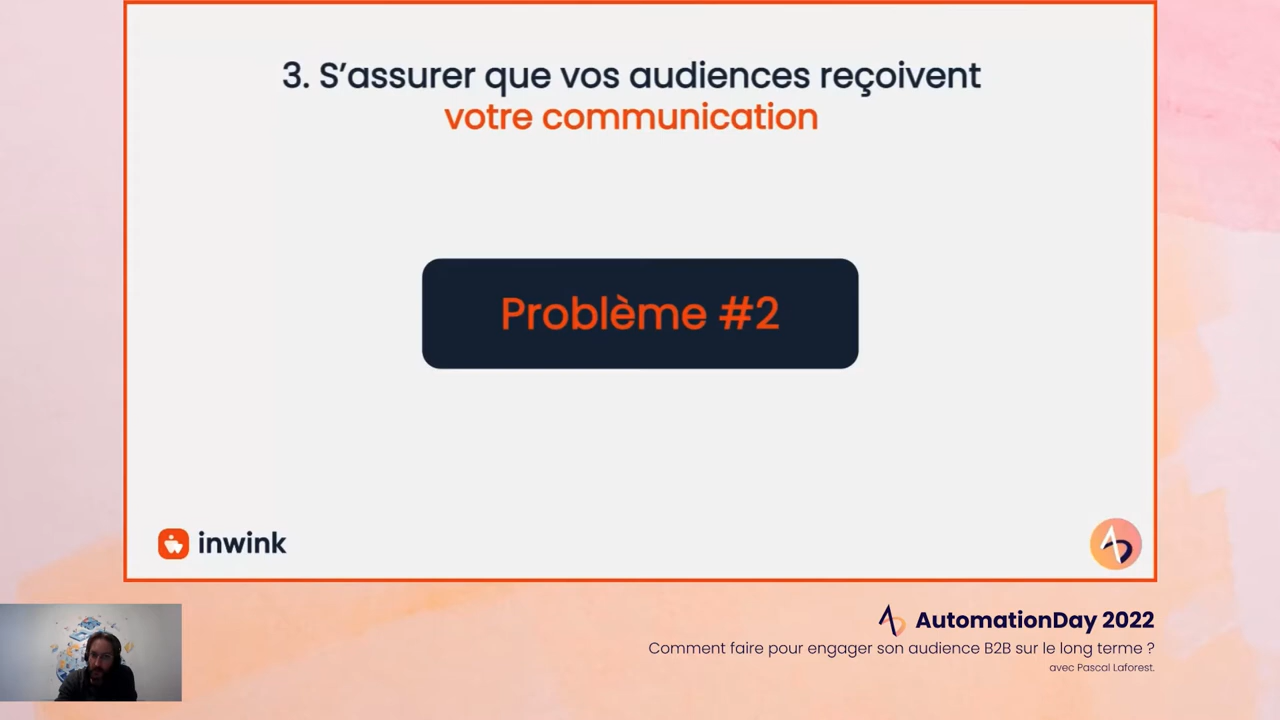 3. S’assurer que vos audiences reçoivent
votre communication
Problème #2
inwink
AutomationDay 2022
Comment faire pour engager son audience B2B sur le long terme ?
avec Pascal Laforest.